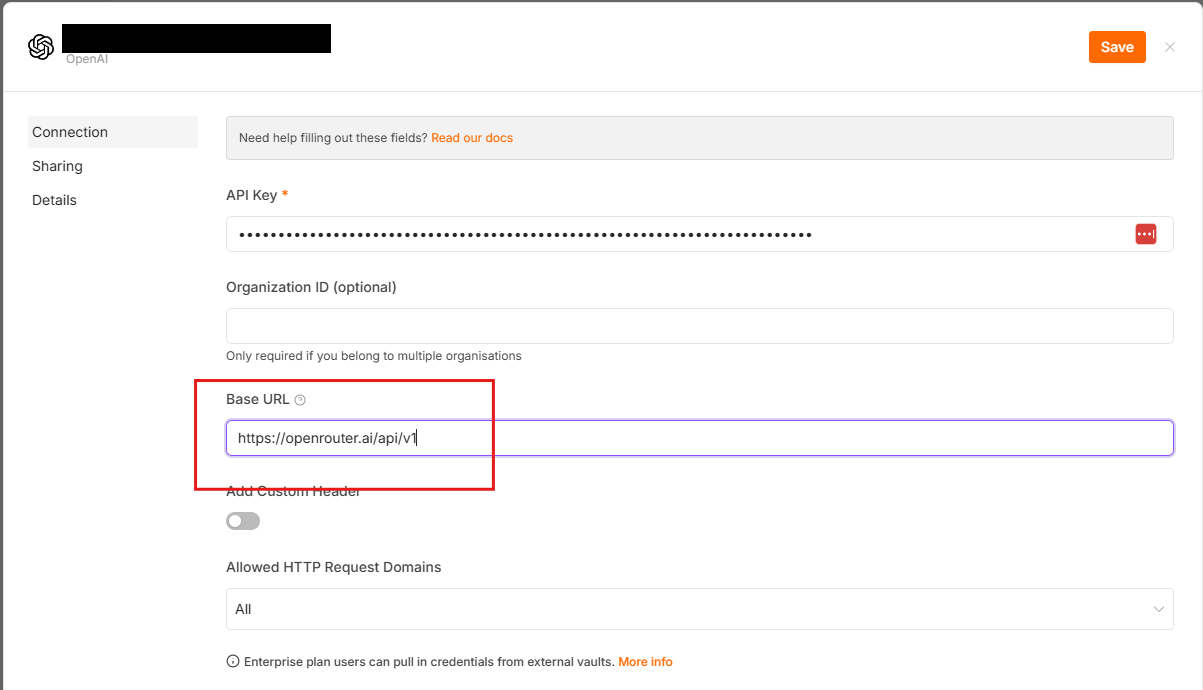 OpenAI
Save
Connection
Sharing
Details
Need help filling out these fields? Read our docs
API Key *
••••••••••••••••••••••••••••••••••••••••••••••••••••••••••••••••••••••••••
Organization ID (optional)
Only required if you belong to multiple organisations
Base URL
https://openrouter.ai/api/v1
Add Custom Header
Allowed HTTP Request Domains
All
Enterprise plan users can pull in credentials from external vaults. More info